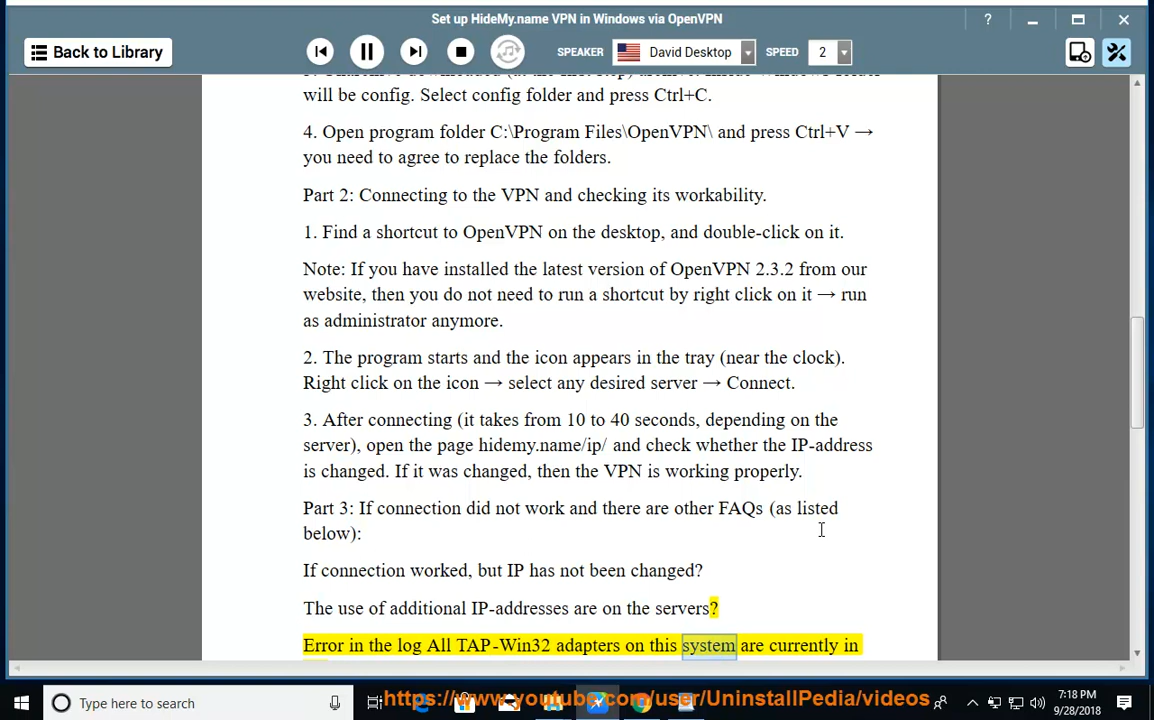 Set up HideMy.name VPN in Windows via OpenVPN
Back to Library
SPEAKER
David Desktop
SPEED
2
will be config. Select config folder and press Ctrl+C.
4. Open program folder C:\Program Files\OpenVPN\ and press Ctrl+V →
you need to agree to replace the folders.
Part 2: Connecting to the VPN and checking its workability.
1. Find a shortcut to OpenVPN on the desktop, and double-click on it.
Note: If you have installed the latest version of OpenVPN 2.3.2 from our
website, then you do not need to run a shortcut by right click on it → run
as administrator anymore.
2. The program starts and the icon appears in the tray (near the clock).
Right click on the icon → select any desired server → Connect.
3. After connecting (it takes from 10 to 40 seconds, depending on the
server), open the page hidemy.name/ip/ and check whether the IP-address
is changed. If it was changed, then the VPN is working properly.
Part 3: If connection did not work and there are other FAQs (as listed
below):
If connection worked, but IP has not been changed?
The use of additional IP-addresses are on the servers?
Error in the log All TAP-Win32 adapters on this system are currently in
Type here to search
https://www.youtube.com/user/UninstallPedia/videos
7:18 PM
9/28/2018